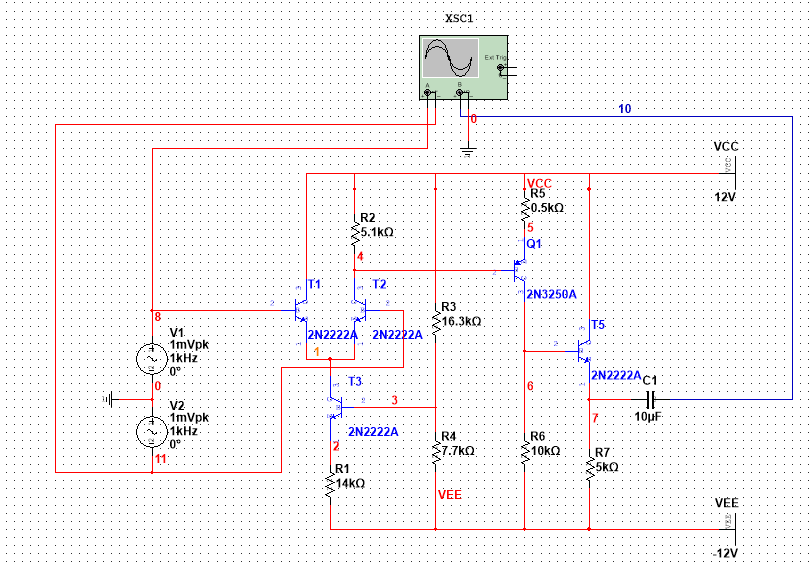 XSC1
Ext Trig
+
A
B
+
-
+
-
0
10
VCC
VCC
12V
VCC
R5
0.5kΩ
5
R2
5.1kΩ
4
Q1
2N3250A
T1
T2
2N2222A
2N2222A
1
R3
16.3kΩ
8
V1
1mVpk
1kHz
0°
0
V2
1mVpk
1kHz
0°
11
T5
2N2222A
C1
10µF
7
6
T3
3
2N2222A
2
R1
14kΩ
R4
7.7kΩ
R6
10kΩ
R7
5kΩ
VEE
VEE
VEE
-12V